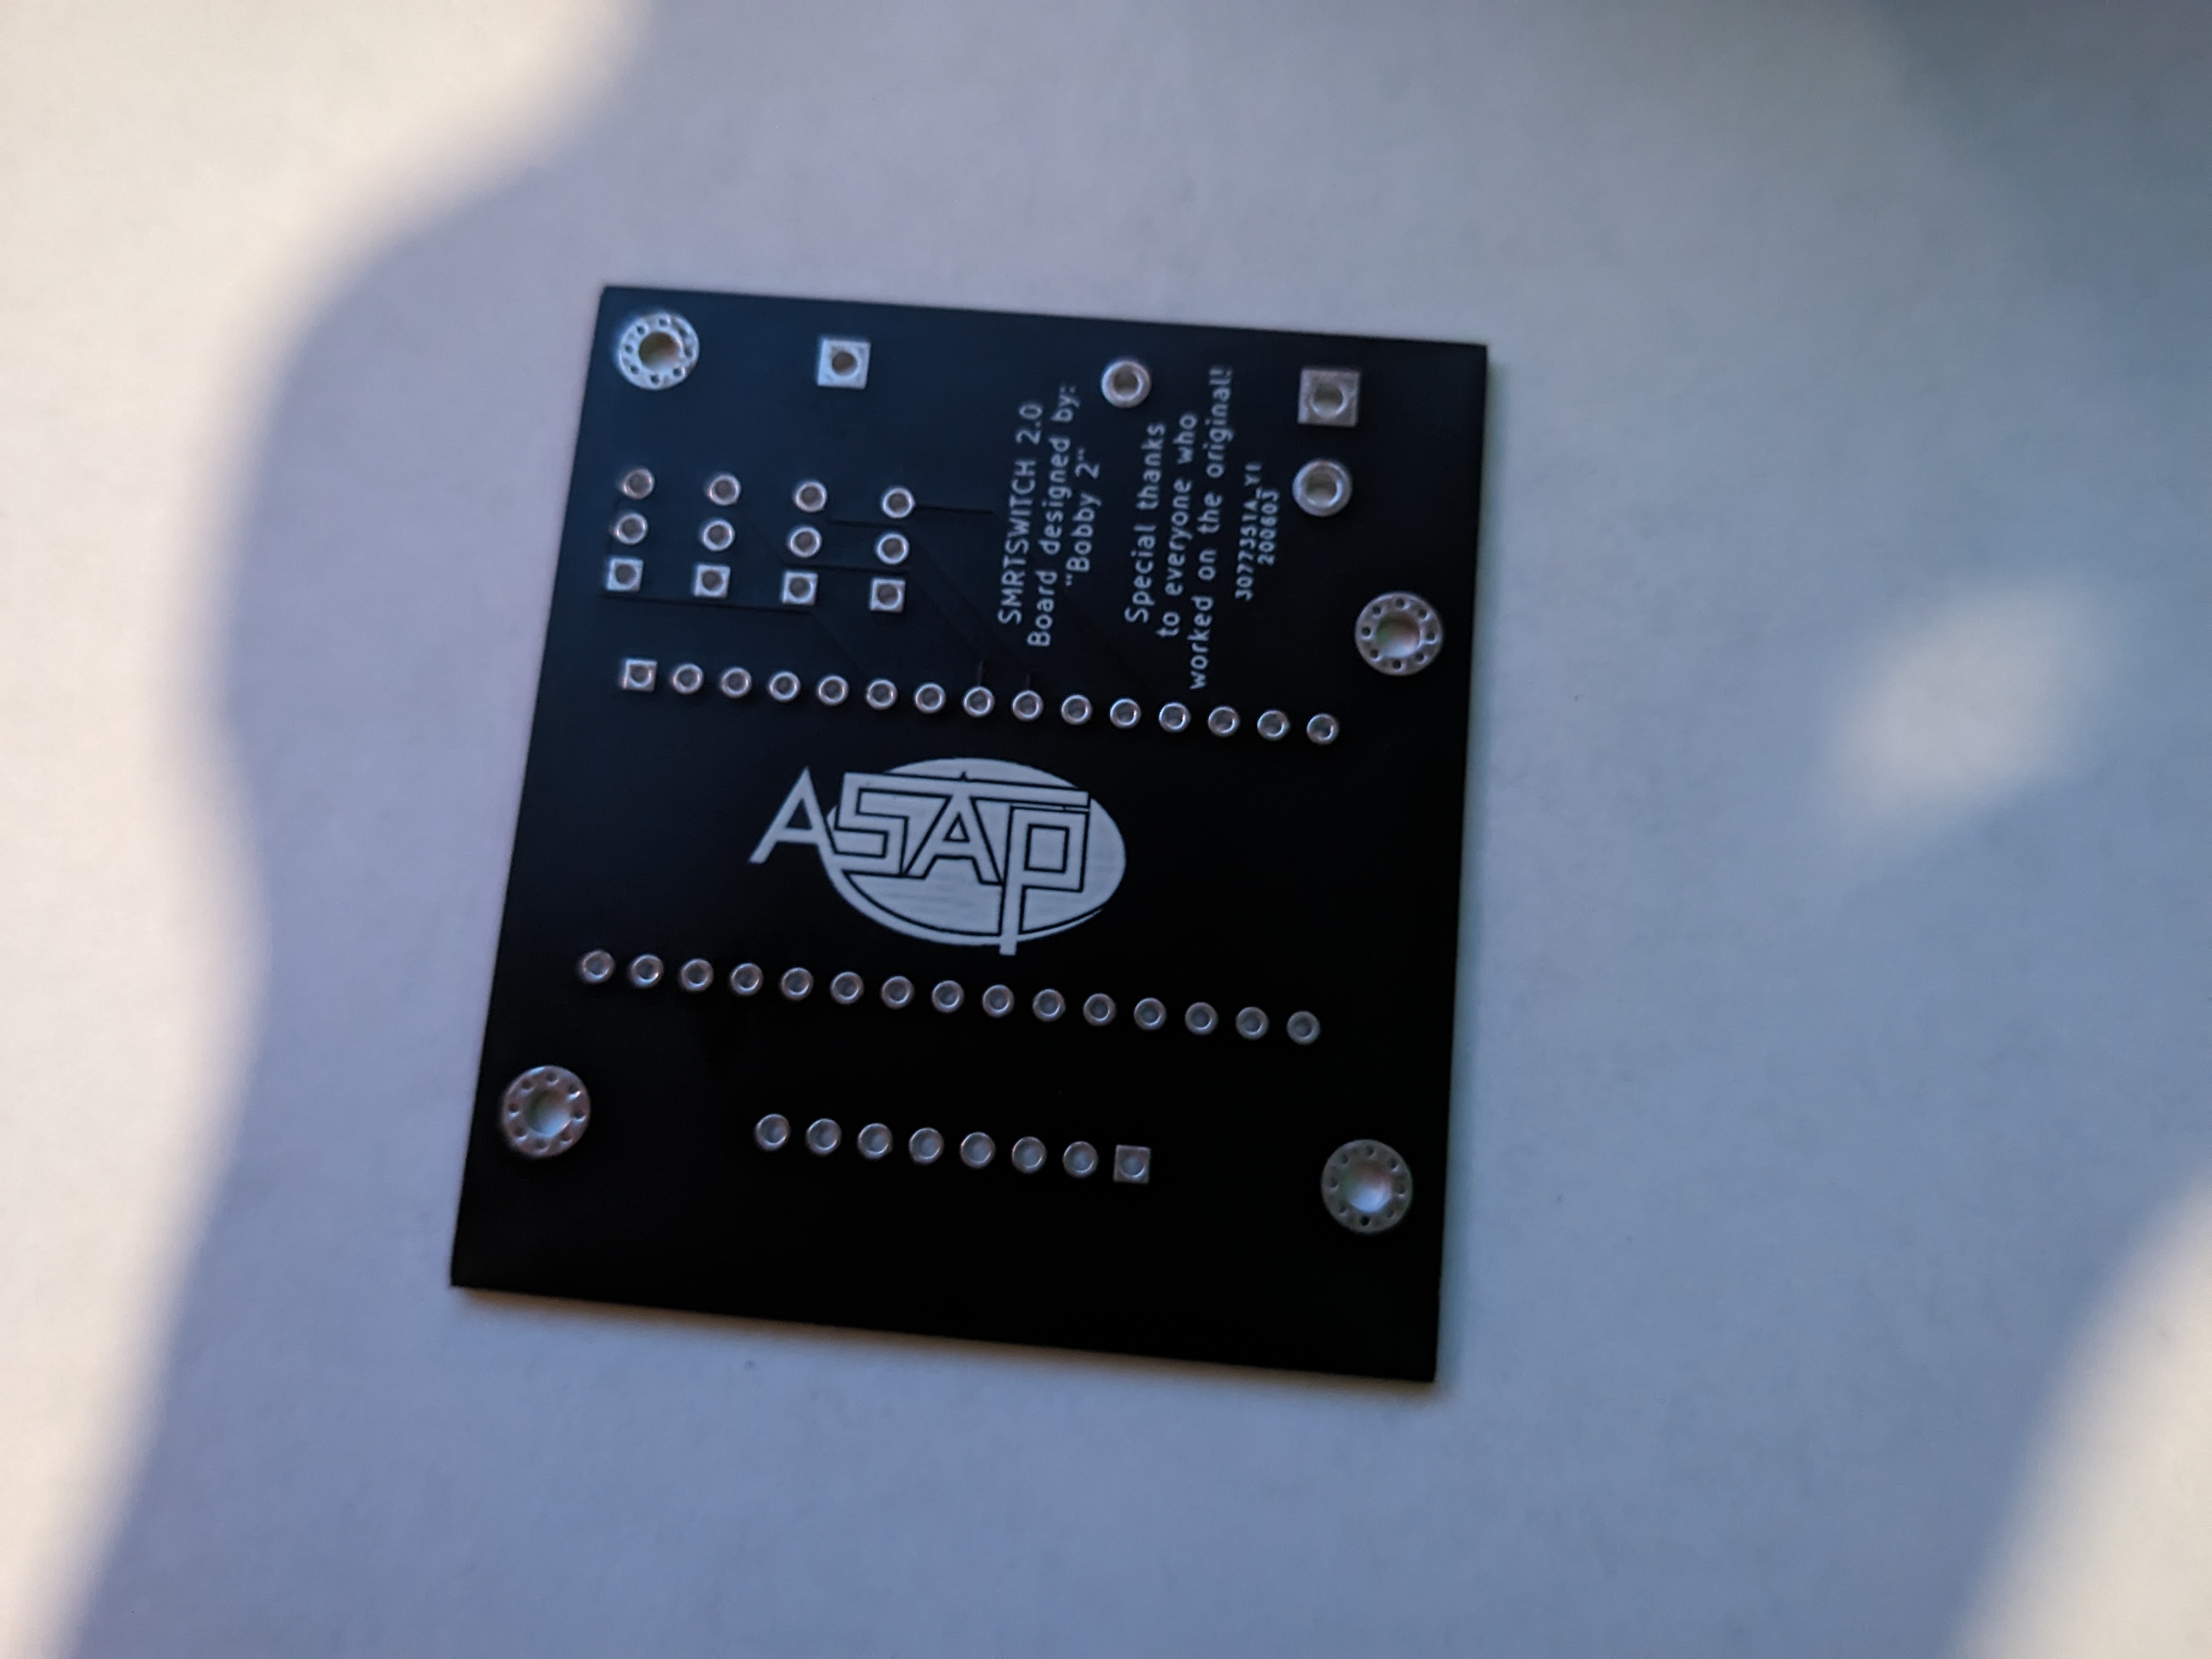 SMRTSWITCH 2.0
Board designed by:
"Bobby 2"
Special thanks
to everyone who
worked on the original!
3077351A_Y1
200603
ASAP